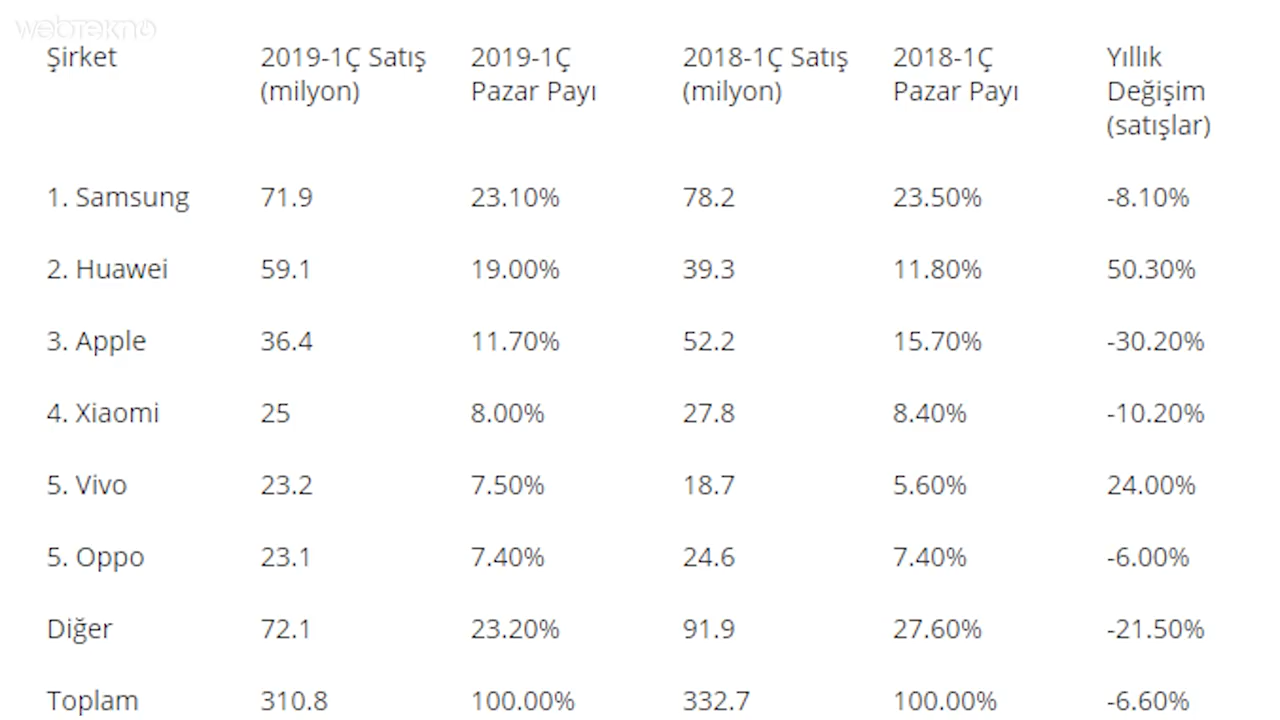 webtekno
Şirket 2019-1Ç Satış 2019-1Ç 2018-1Ç Satış 2018-1Ç Yıllık
(milyon) Pazar Payı (milyon) Pazar Payı Değişim
(satışlar)
1. Samsung 71.9 23.10% 78.2 23.50% -8.10%
2. Huawei 59.1 19.00% 39.3 11.80% 50.30%
3. Apple 36.4 11.70% 52.2 15.70% -30.20%
4. Xiaomi 25 8.00% 27.8 8.40% -10.20%
5. Vivo 23.2 7.50% 18.7 5.60% 24.00%
5. Oppo 23.1 7.40% 24.6 7.40% -6.00%
Diğer 72.1 23.20% 91.9 27.60% -21.50%
Toplam 310.8 100.00% 332.7 100.00% -6.60%